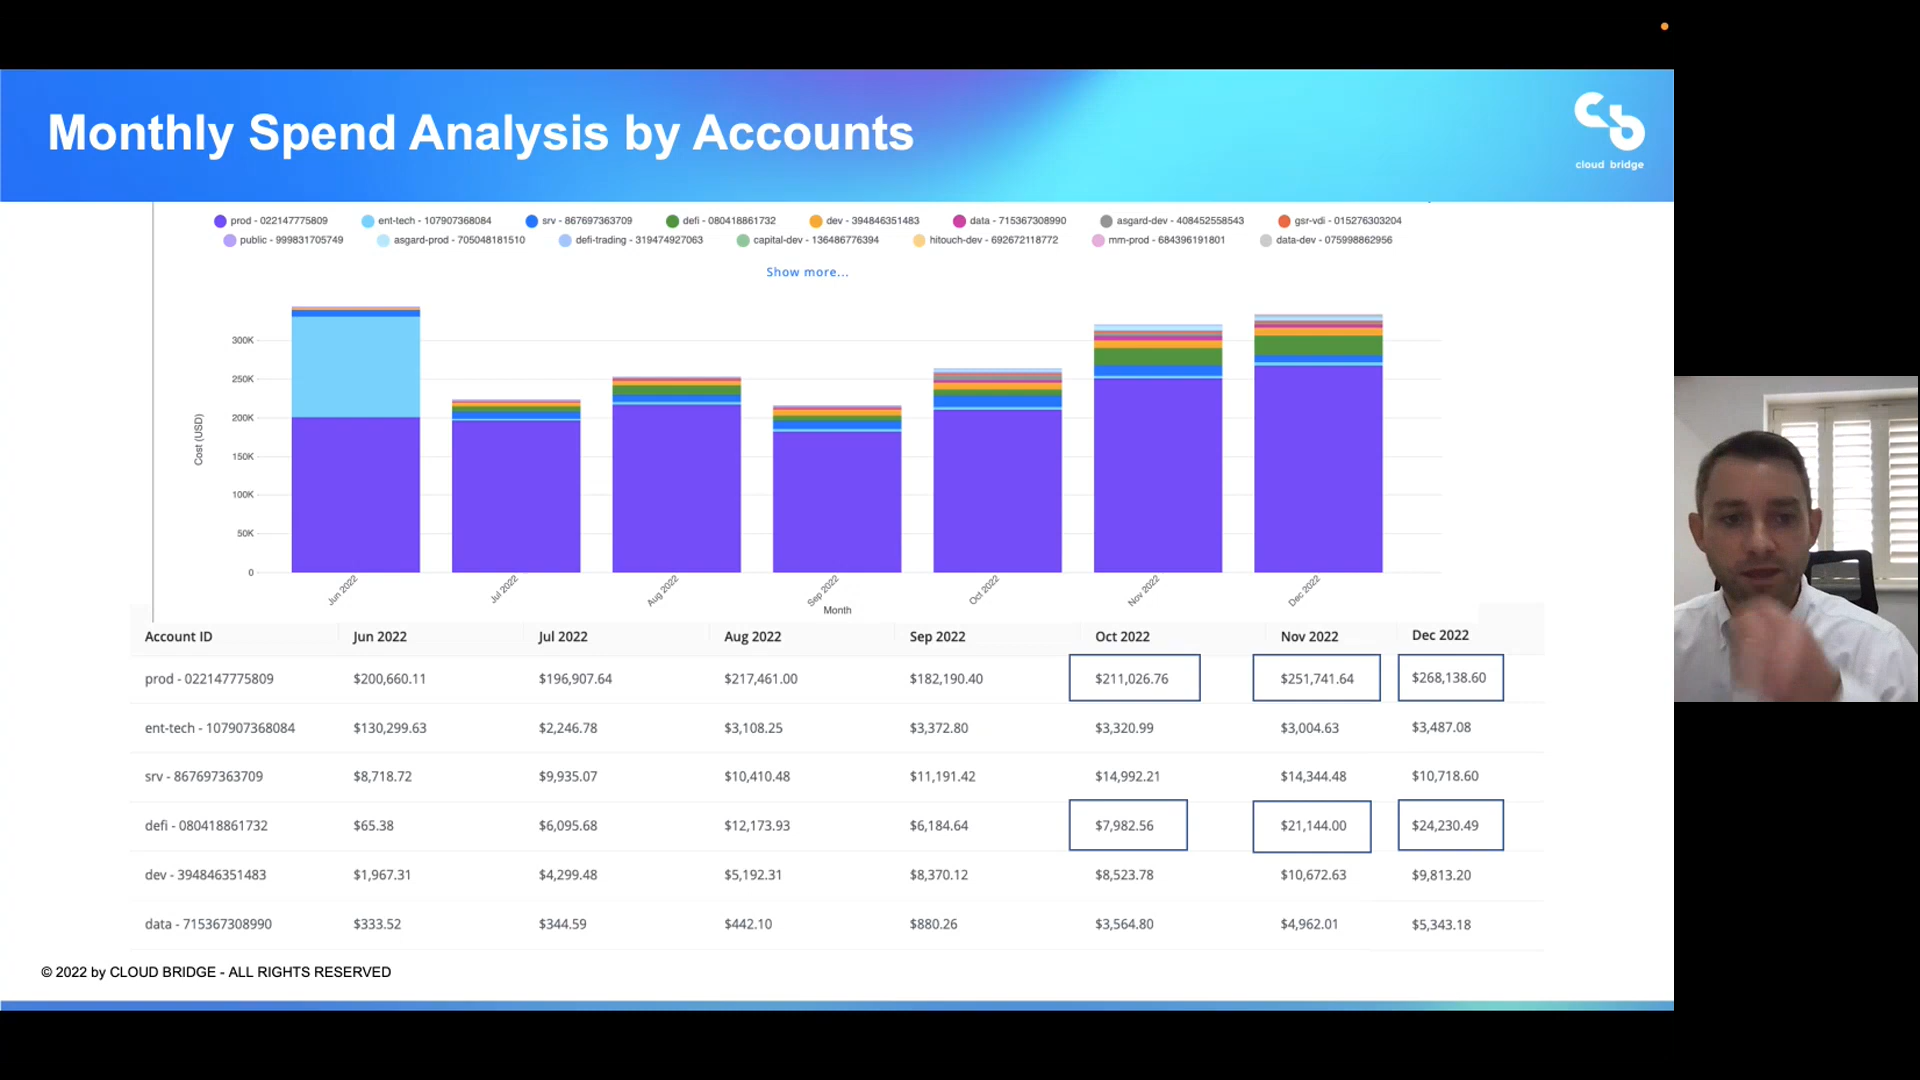 Monthly Spend Analysis by Accounts
cloud bridge
prod - 022147775809 ent-tech - 107907368084 srv - 867697363709 defi - 080418861732 dev - 394846351483 data - 715367308990 asgard-dev - 408452558543 gsr-vdi - 015276303204
public - 999831705749 asgard-prod - 705048181510 defi-trading - 319474927063 capital-dev - 136486776394 hitouch-dev - 692672118772 mm-prod - 684396191801 data-dev - 075998862956
Show more...
Cost (USD)
300K
250K
200K
150K
100K
50K
0
Jun 2022 Jul 2022 Aug 2022 Sep 2022 Oct 2022 Nov 2022 Dec 2022
Month
Account ID Jun 2022 Jul 2022 Aug 2022 Sep 2022 Oct 2022 Nov 2022 Dec 2022
prod - 022147775809 $200,660.11 $196,907.64 $217,461.00 $182,190.40 $211,026.76 $251,741.64 $268,138.60
ent-tech - 107907368084 $130,299.63 $2,246.78 $3,108.25 $3,372.80 $3,320.99 $3,004.63 $3,487.08
srv - 867697363709 $8,718.72 $9,935.07 $10,410.48 $11,191.42 $14,992.21 $14,344.48 $10,718.60
defi - 080418861732 $65.38 $6,095.68 $12,173.93 $6,184.64 $7,982.56 $21,144.00 $24,230.49
dev - 394846351483 $1,967.31 $4,299.48 $5,192.31 $8,370.12 $8,523.78 $10,672.63 $9,813.20
data - 715367308990 $333.52 $344.59 $442.10 $880.26 $3,564.80 $4,962.01 $5,343.18
© 2022 by CLOUD BRIDGE - ALL RIGHTS RESERVED